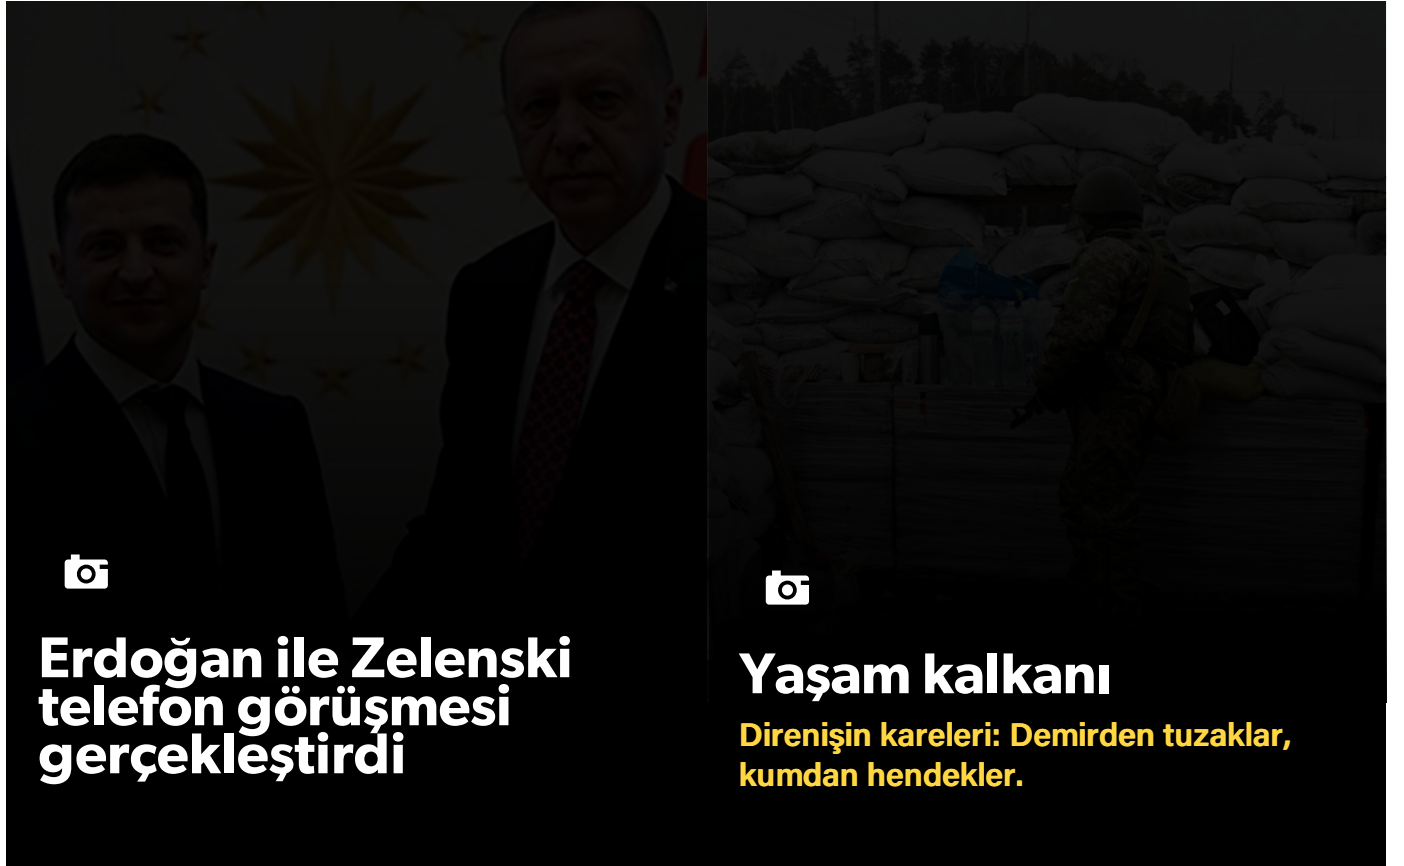 Erdoğan ile Zelenski
telefon görüşmesi
gerçekleştirdi
Yaşam kalkanı
Direnişin kareleri: Demirden tuzaklar,
kumdan hendekler.